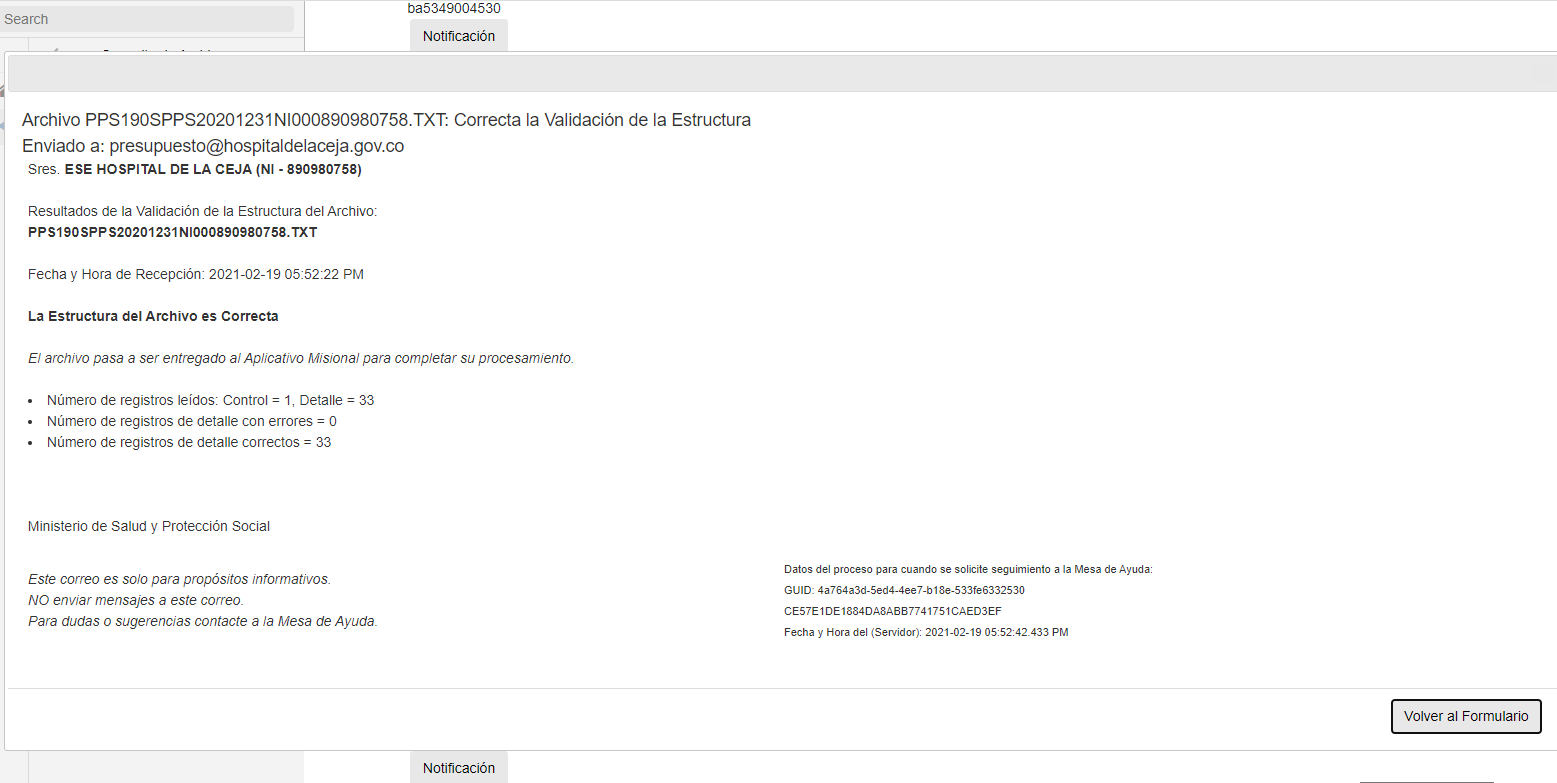 Search
ba5349004530
Notificación
Archivo PPS190SPPS20201231NI000890980758.TXT: Correcta la Validación de la Estructura
Enviado a: presupuesto@hospitaldelaceja.gov.co
Sres. ESE HOSPITAL DE LA CEJA (NI - 890980758)
Resultados de la Validación de la Estructura del Archivo:
PPS190SPPS20201231NI000890980758.TXT
Fecha y Hora de Recepción: 2021-02-19 05:52:22 PM
La Estructura del Archivo es Correcta
El archivo pasa a ser entregado al Aplicativo Misional para completar su procesamiento.
• Número de registros leídos: Control = 1, Detalle = 33
• Número de registros de detalle con errores = 0
• Número de registros de detalle correctos = 33
Ministerio de Salud y Protección Social
Este correo es solo para propósitos informativos.
NO enviar mensajes a este correo.
Para dudas o sugerencias contacte a la Mesa de Ayuda.
Datos del proceso para cuando se solicite seguimiento a la Mesa de Ayuda:
GUID: 4a764a3d-5ed4-4ee7-b18e-533fe6332530
CE57E1DE1884DA8ABB7741751CAED3EF
Fecha y Hora del (Servidor): 2021-02-19 05:52:42.433 PM
Volver al Formulario
Notificación